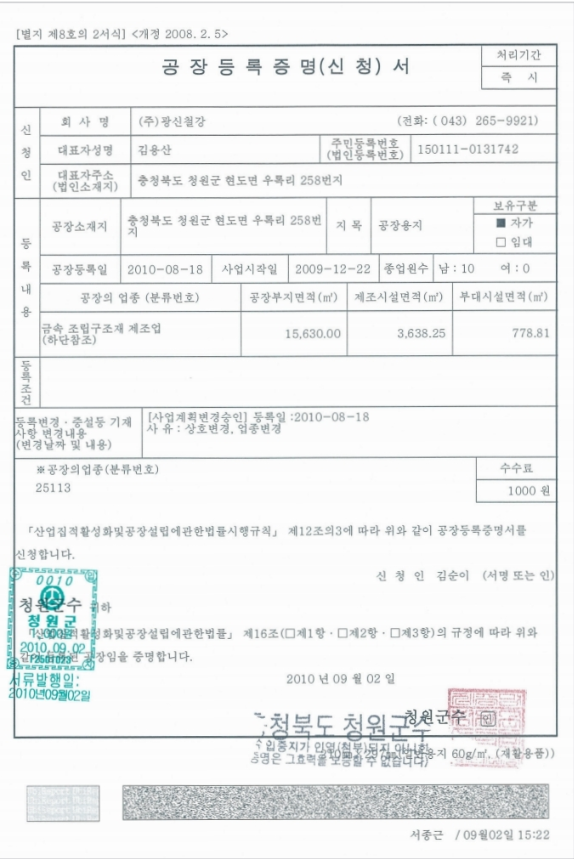 [별지 제8호의 2서식] <개정 2008. 2. 5>
공 장 등 록 증 명 (신 청) 서
처리기간
즉 시
신청인
회 사 명
(주)광신철강
(전화: ( 043) 265-9921)
대표자성명
김용산
주민등록번호
(법인등록번호)
150111-0131742
대표자주소
(법인소재지)
충청북도 청원군 현도면 우록리 258번지
등록내용
공장소재지
충청북도 청원군 현도면 우록리 258번
지
지 목
공장용지
보유구분
■ 자가
□ 임대
공장등록일
2010-08-18
사업시작일
2009-12-22
종업원수
남 : 10 여 : 0
공장의 업종 (분류번호)
공장부지면적(㎡)
제조시설면적(㎡)
부대시설면적(㎡)
금속 조립구조재 제조업
(하단참조)
15,630.00
3,638.25
778.81
등록조건
등록변경ㆍ증설등 기재
사항 변경내용
(변경날짜 및 내용)
[사업계획변경승인] 등록일 :2010-08-18
사 유 : 상호변경, 업종변경
※공장의업종(분류번호)
25113
수수료
1000 원
「산업집적활성화및공장설립에관한법률시행규칙」 제12조의3에 따라 위와 같이 공장등록증명서를
신청합니다.
신 청 인 김순이 (서명 또는 인)
청원군수 귀하
0010
청원군
1,000원
2010.09.02
「산업집적활성화및공장설립에관한법률」 제16조(□제1항ㆍ□제2항ㆍ□제3항)의 규정에 따라 위와
같이 등록된 공장임을 증명합니다.
서류발행일:
2010년09월02일
2010 년 09 월 02 일
청원군수
충청북도 청원군수
수입증지가 인영(첨부)되지 아니한
증명은 그효력을 보증할 수 없습니다
60g/㎡. (재활용품))
서종근 / 09월02일 15:22